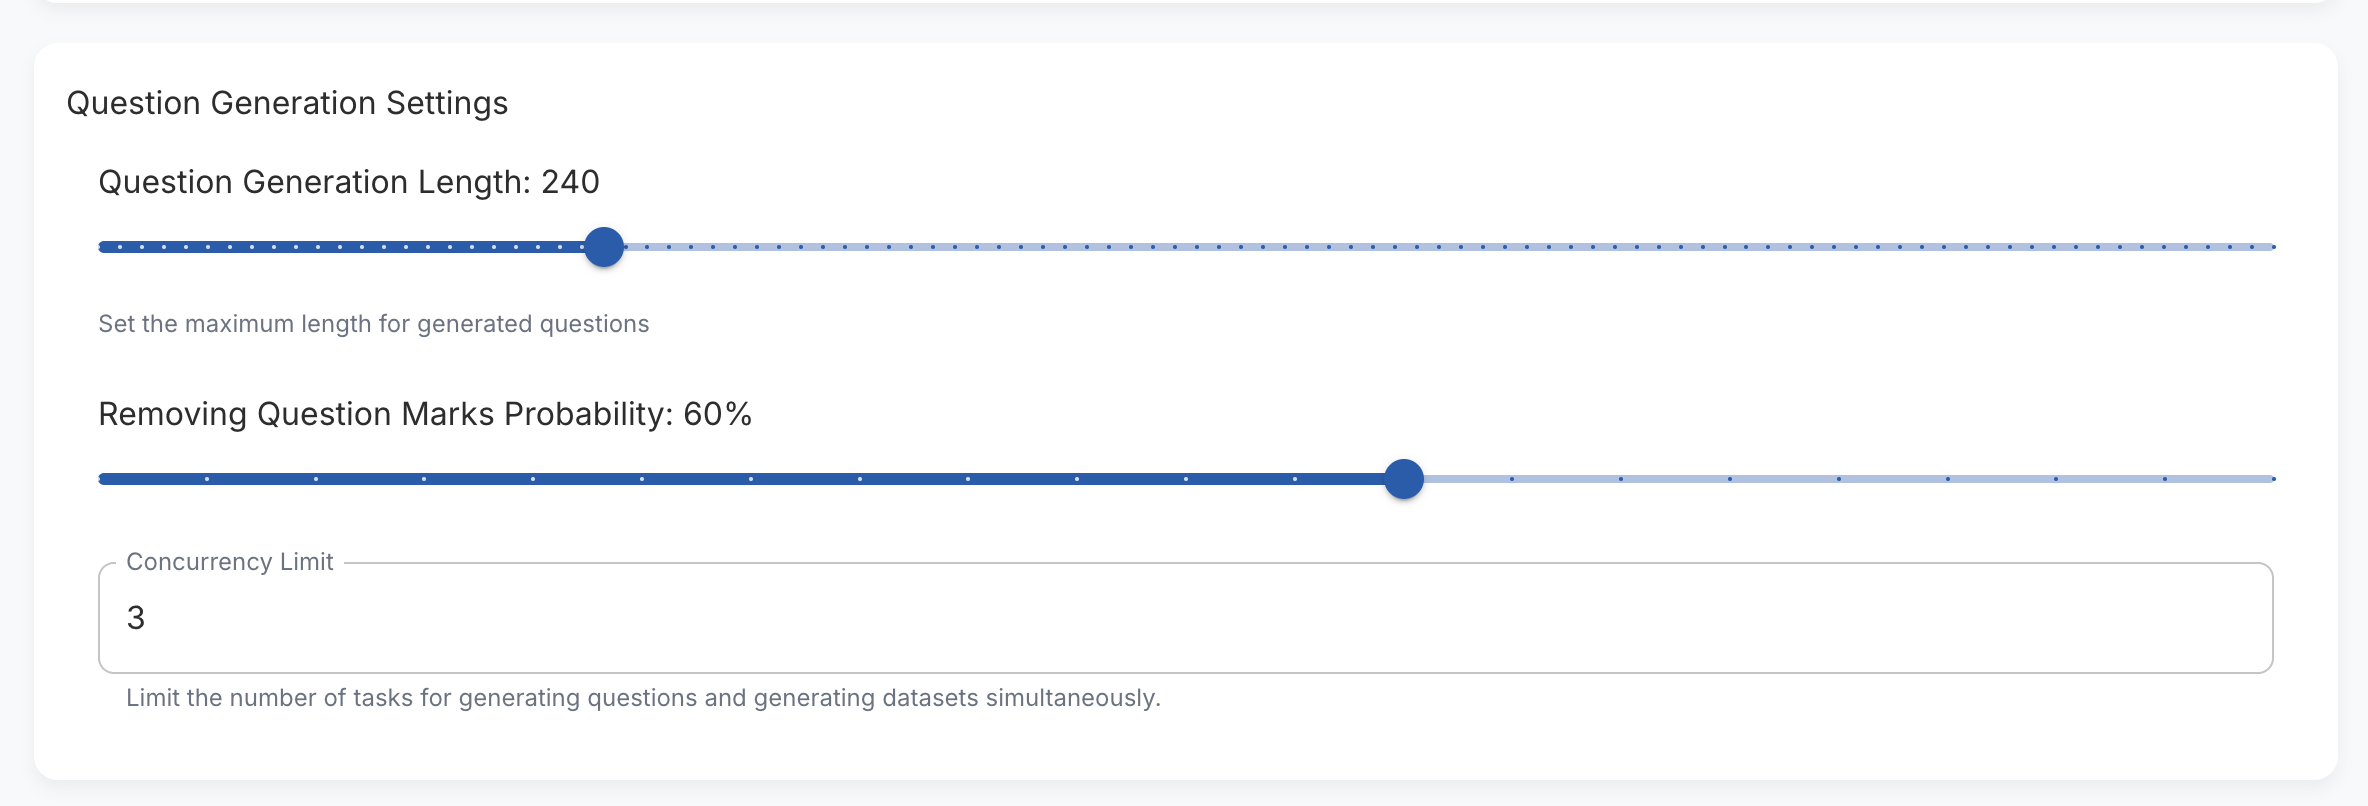 Question Generation Settings
Question Generation Length: 240
Set the maximum length for generated questions
Removing Question Marks Probability: 60%
Concurrency Limit
3
Limit the number of tasks for generating questions and generating datasets simultaneously.